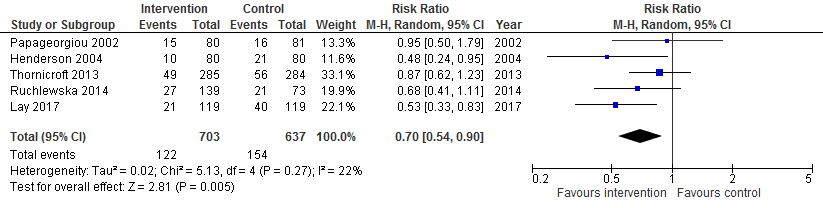 Intervention Control Risk Ratio Risk Ratio
Study or Subgroup Events Total Events Total Weight M-H, Random, 95% CI Year M-H, Random, 95% CI
Papageorgiou 2002 15 80 16 81 13.3% 0.95 [0.50, 1.79] 2002
Henderson 2004 10 80 21 80 11.6% 0.48 [0.24, 0.95] 2004
Thornicroft 2013 49 285 56 284 33.1% 0.87 [0.62, 1.23] 2013
Ruchlewska 2014 27 139 21 73 19.9% 0.68 [0.41, 1.11] 2014
Lay 2017 21 119 40 119 22.1% 0.53 [0.33, 0.83] 2017
Total (95% CI) 703 637 100.0% 0.70 [0.54, 0.90]
Total events 122 154
Heterogeneity: Tau² = 0.02; Chi² = 5.13, df = 4 (P = 0.27); I² = 22%
Test for overall effect: Z = 2.81 (P = 0.005)
0.2 0.5 1 2 5
Favours intervention Favours control